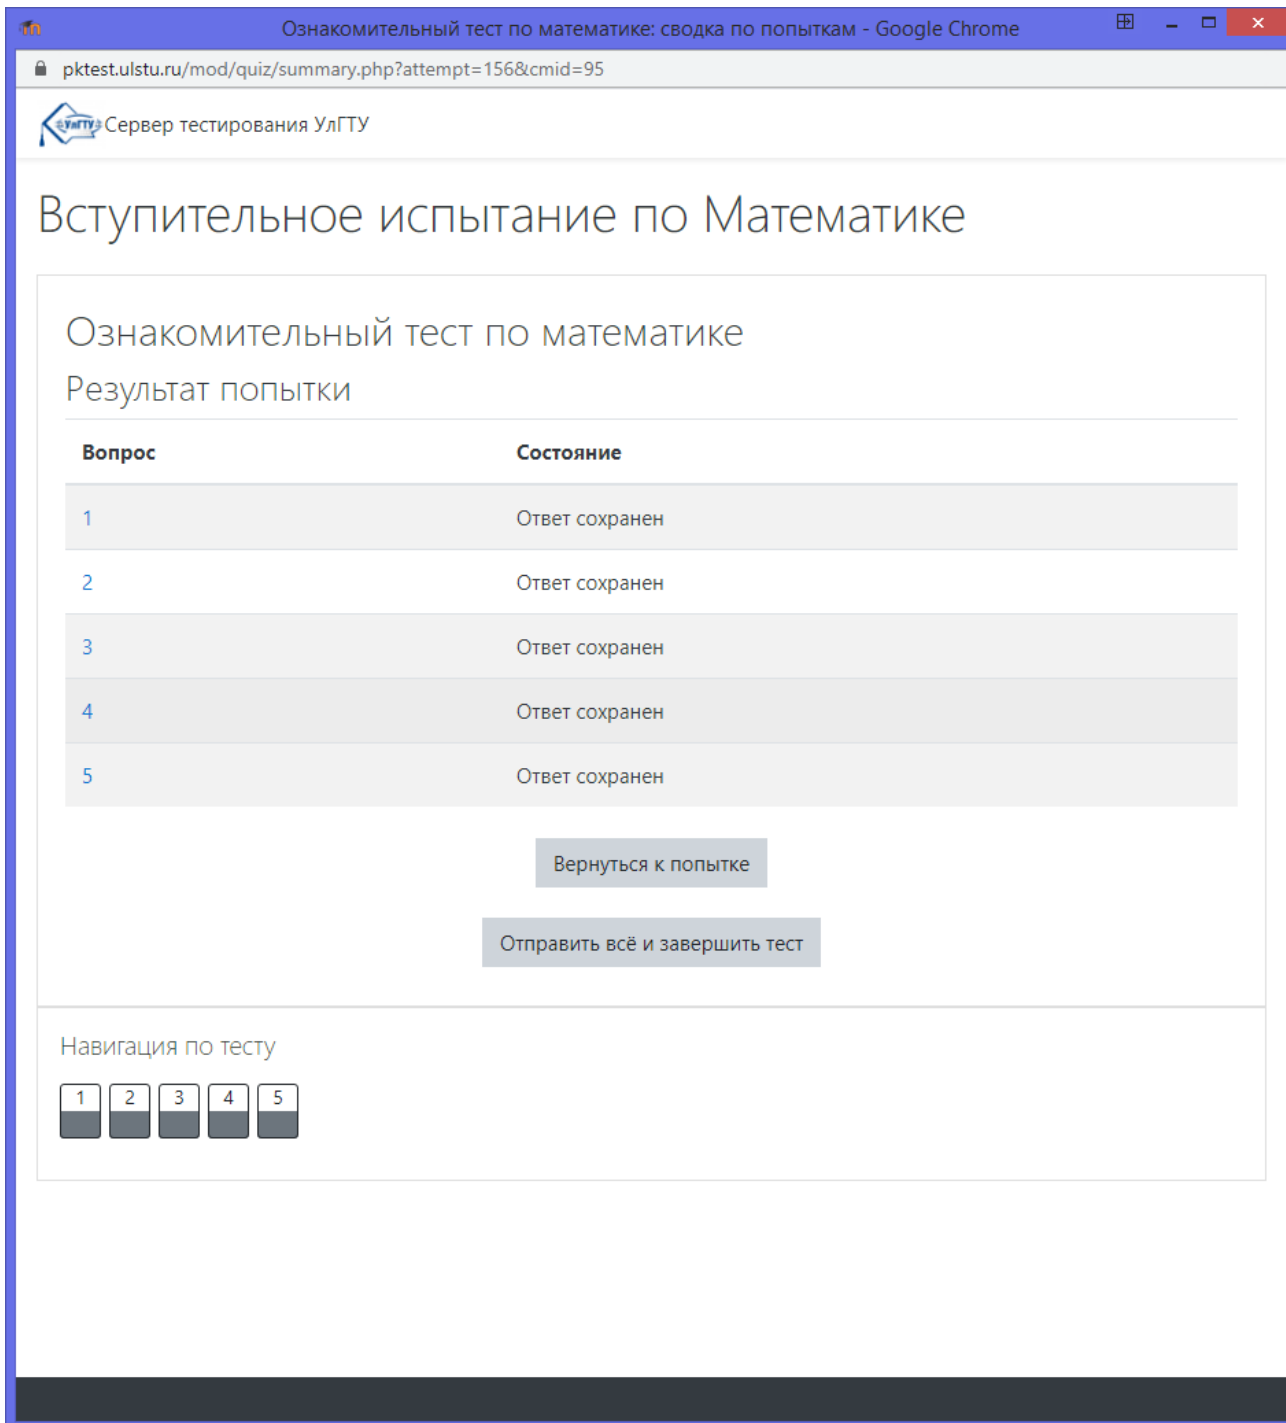 Ознакомительный тест по математике: сводка по попыткам - Google Chrome
pktest.ulstu.ru/mod/quiz/summary.php?attempt=156&cmid=95
УлГТУ Сервер тестирования УлГТУ
Вступительное испытание по Математике
Ознакомительный тест по математике
Результат попытки
Вопрос Состояние
1 Ответ сохранен
2 Ответ сохранен
3 Ответ сохранен
4 Ответ сохранен
5 Ответ сохранен
Вернуться к попытке
Отправить всё и завершить тест
Навигация по тесту
1 2 3 4 5